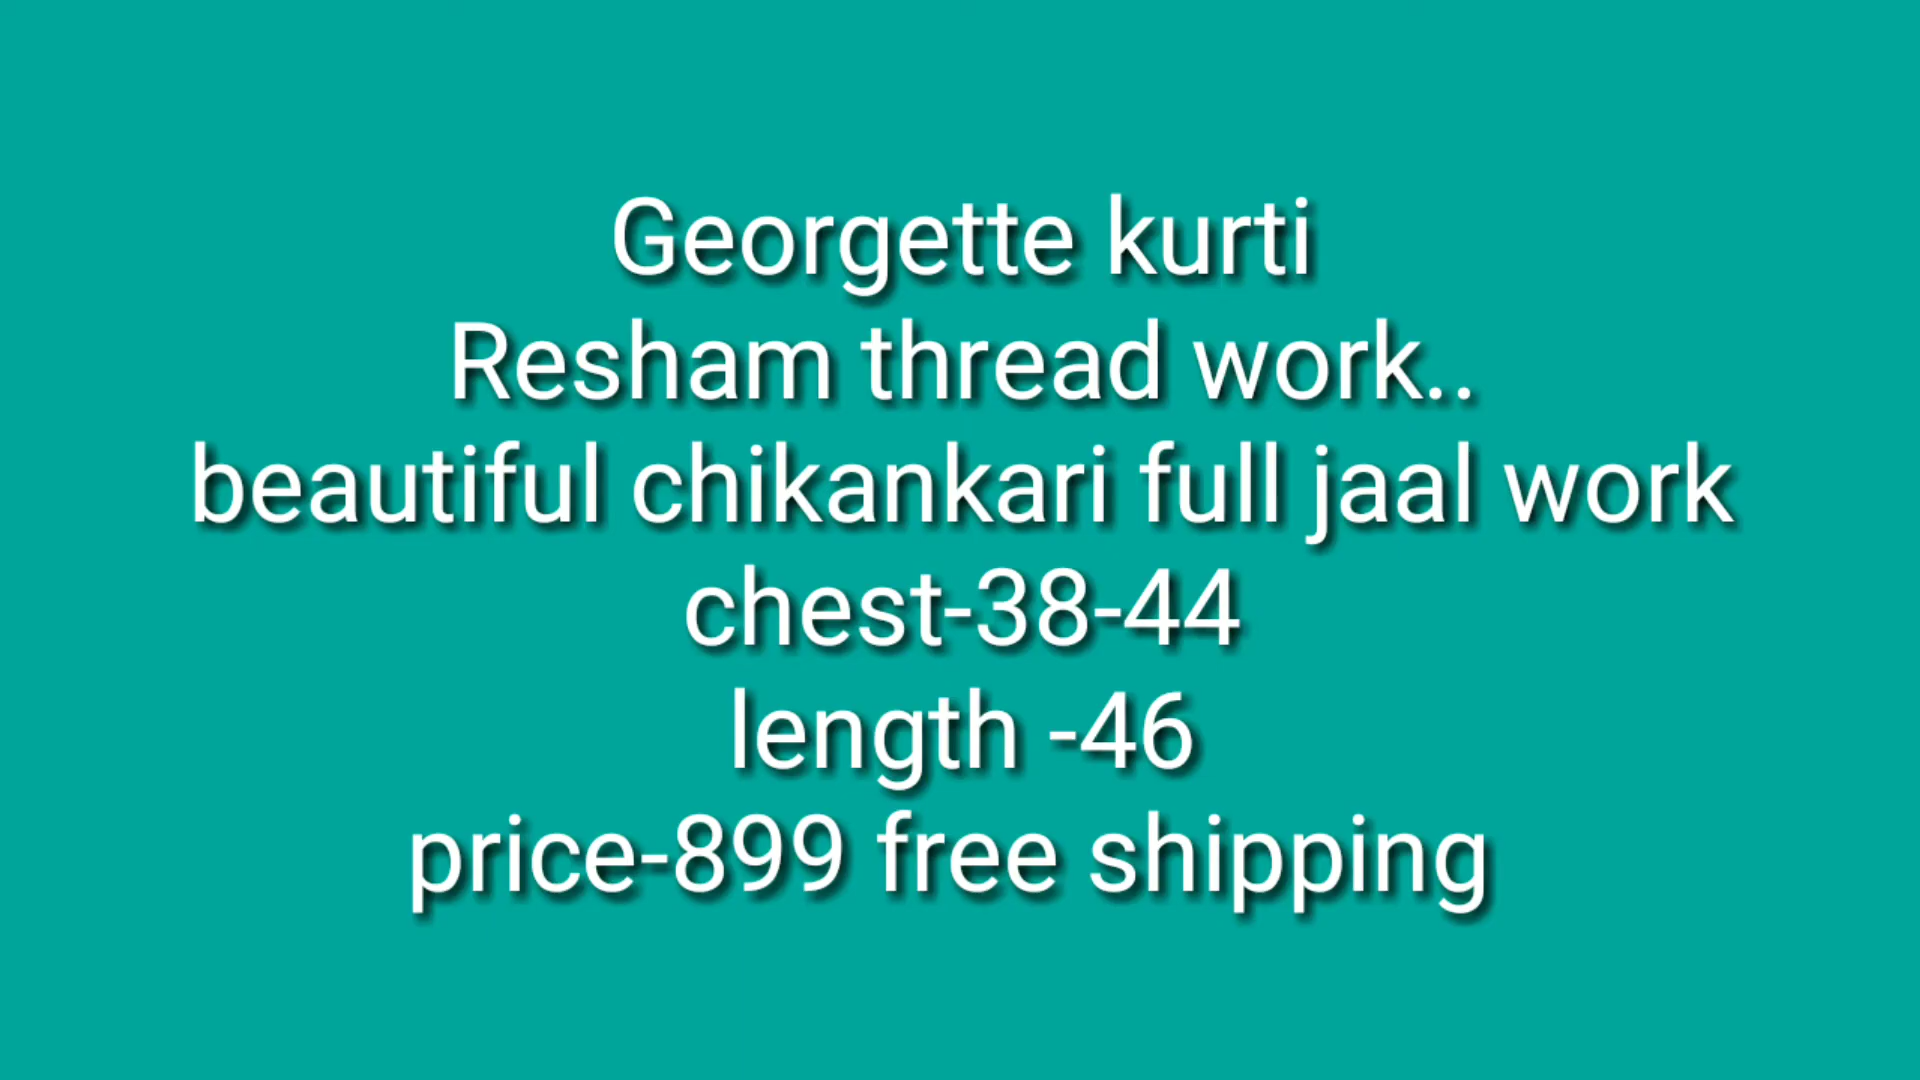 Georgette kurti
Resham thread work..
beautiful chikankari full jaal work
chest-38-44
length -46
price-899 free shipping